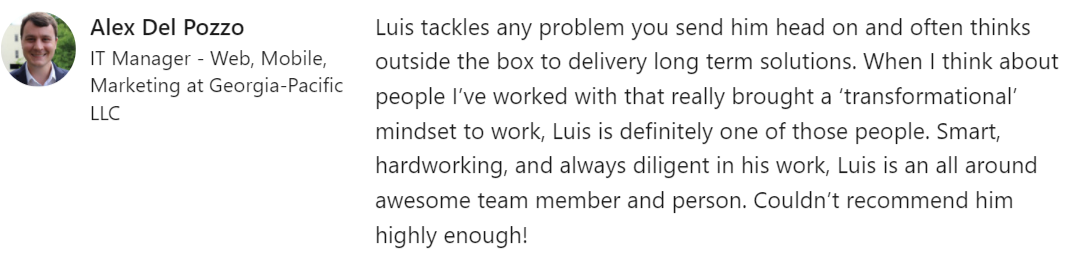 Alex Del Pozzo
IT Manager - Web, Mobile,
Marketing at Georgia-Pacific
LLC
Luis tackles any problem you send him head on and often thinks
outside the box to delivery long term solutions. When I think about
people I’ve worked with that really brought a ‘transformational’
mindset to work, Luis is definitely one of those people. Smart,
hardworking, and always diligent in his work, Luis is an all around
awesome team member and person. Couldn’t recommend him
highly enough!